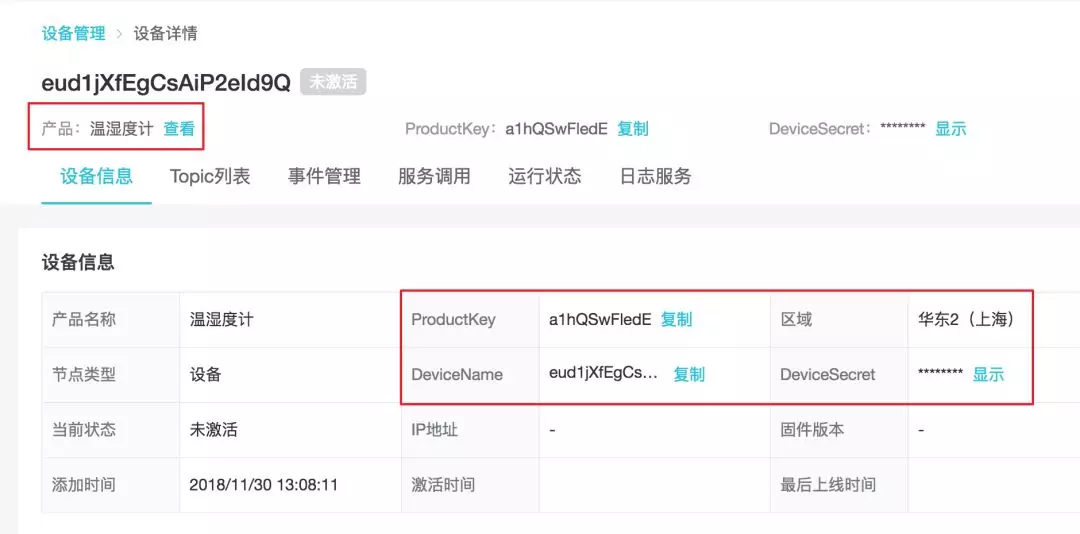 设备管理 > 设备详情
eud1jXfEgCsAiP2eId9Q 未激活
产品：温湿度计 查看 ProductKey：a1hQSwFledE 复制 DeviceSecret：******** 显示
设备信息 Topic列表 事件管理 服务调用 运行状态 日志服务
设备信息
产品名称 温湿度计 ProductKey a1hQSwFledE 复制 区域 华东2（上海）
节点类型 设备 DeviceName eud1jXfEgCs... 复制 DeviceSecret ******** 显示
当前状态 未激活 IP地址 - 固件版本 -
添加时间 2018/11/30 13:08:11 激活时间 最后上线时间